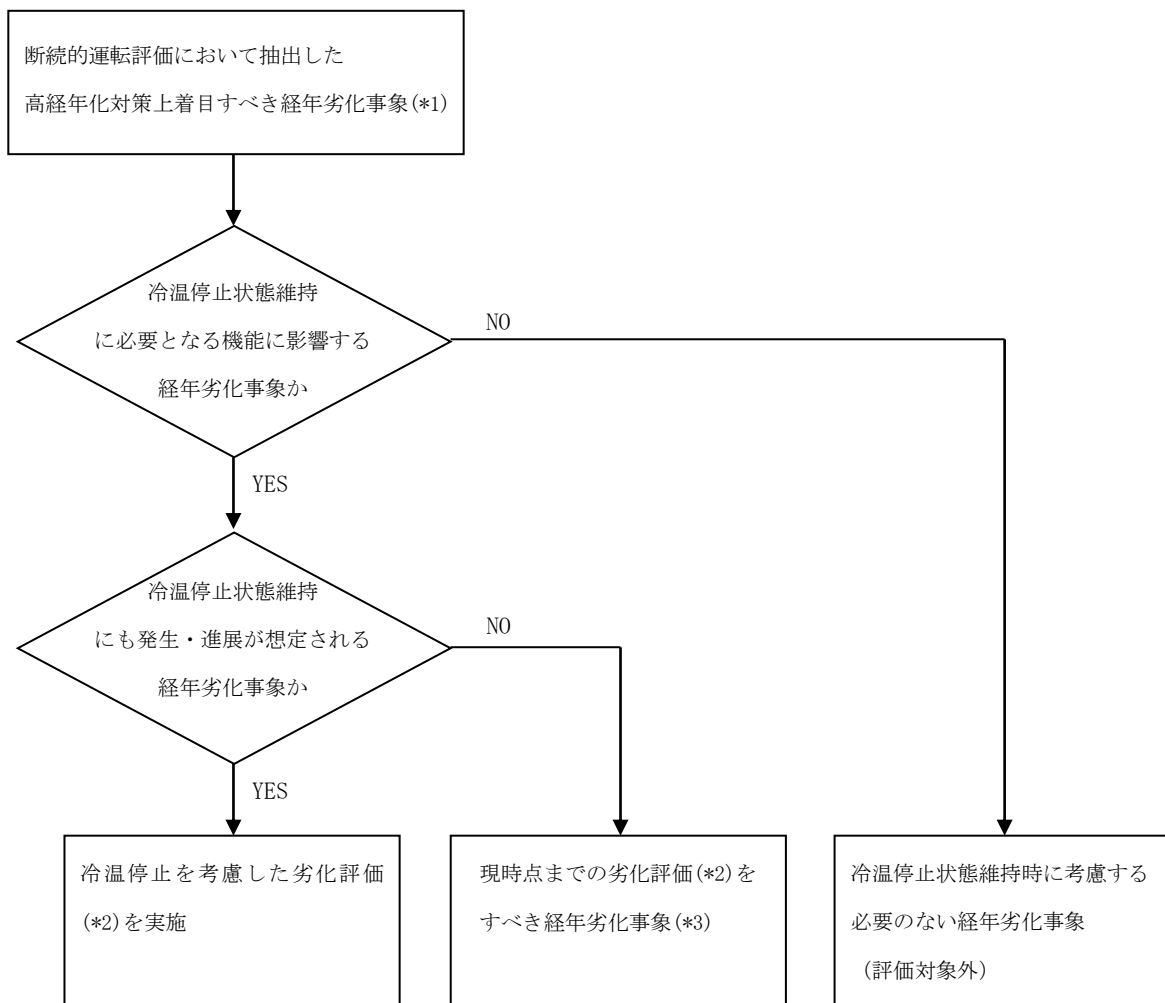 断続的運転評価において抽出した
高経年化対策上着目すべき経年劣化事象(*1)
冷温停止状態維持
に必要となる機能に影響する
経年劣化事象か
NO
YES
冷温停止状態維持
にも発生・進展が想定される
経年劣化事象か
NO
YES
冷温停止を考慮した劣化評価
(*2)を実施
現時点までの劣化評価(*2)を
すべき経年劣化事象(*3)
冷温停止状態維持時に考慮する
必要のない経年劣化事象
（評価対象外）